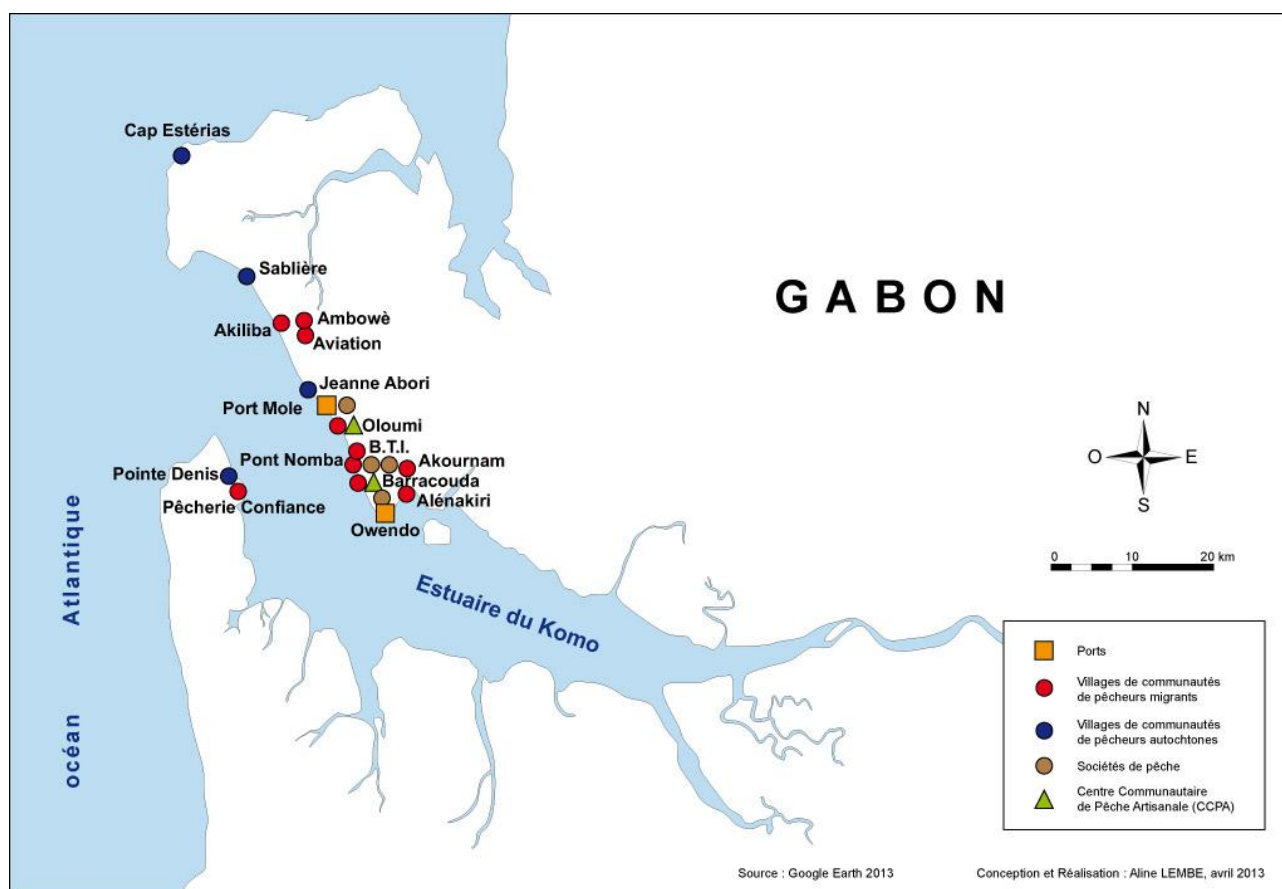 Cap Estérias
Sablière
GABON
Ambowè
Akiliba
Aviation
Jeanne Abori
Port Mole
Oloumi
B.T.I.
Pont Nomba
Akournam
Pointe Denis
Barracouda
Alénakiri
Pêcherie Confiance
Owendo
N
O
E
S
0 10 20 km
océan Atlantique
Estuaire du Komo
Ports
Villages de communautés
de pêcheurs migrants
Villages de communautés
de pêcheurs autochtones
Sociétés de pêche
Centre Communautaire
de Pêche Artisanale (CCPA)
Source : Google Earth 2013
Conception et Réalisation : Aline LEMBE, avril 2013